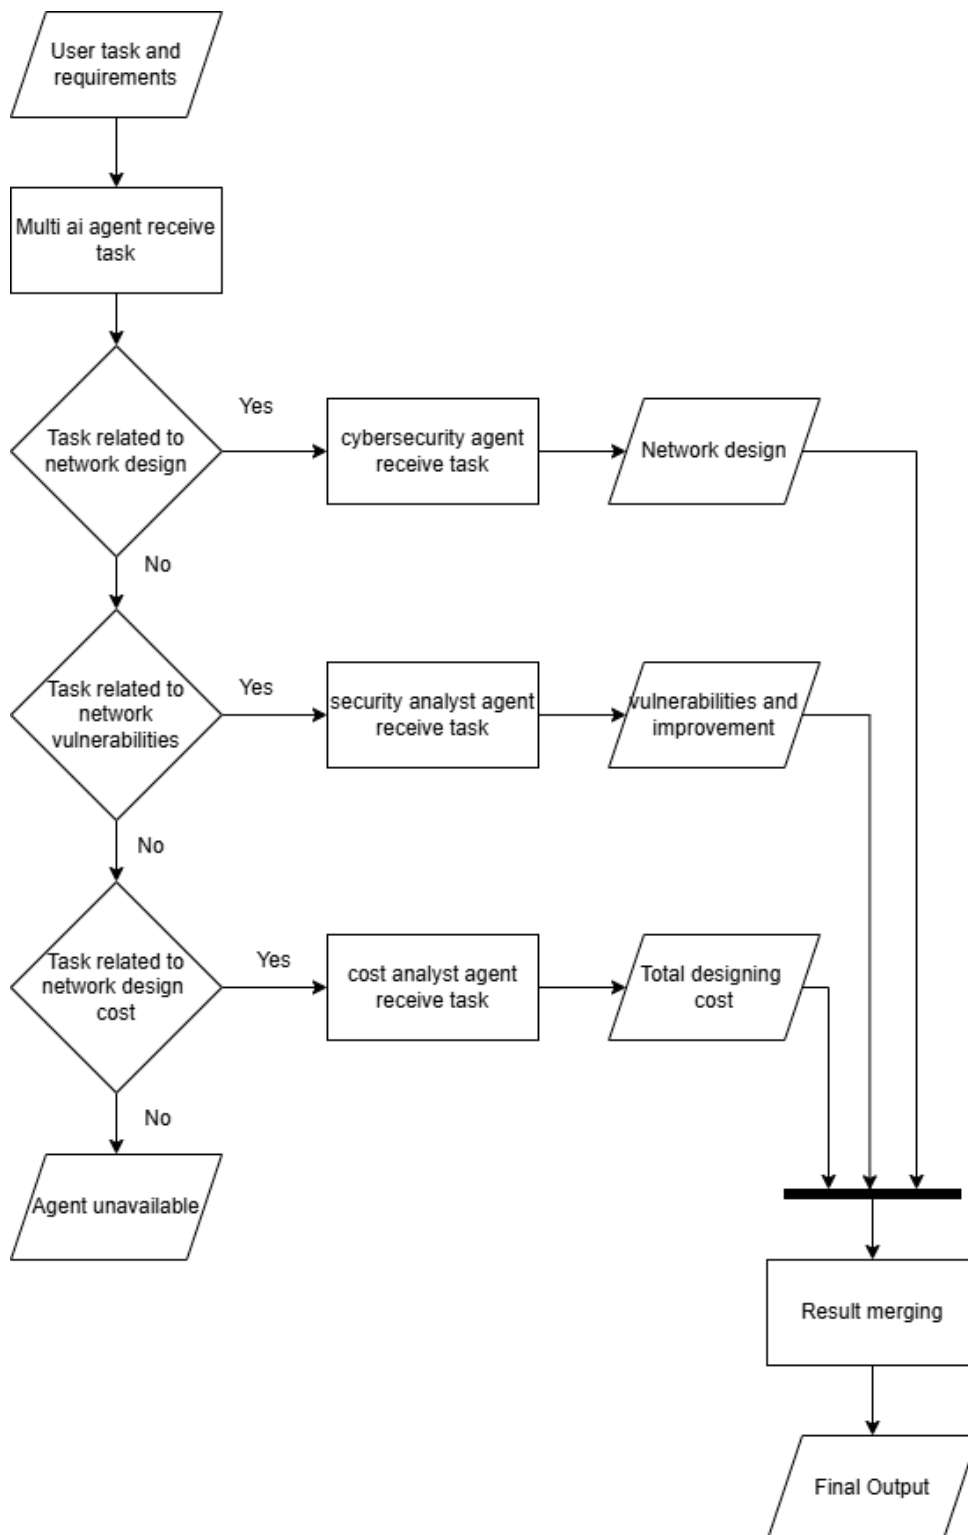 User task and
requirements
Multi ai agent receive
task
Task related to
network design
Yes
cybersecurity agent
receive task
Network design
No
Task related to
network
vulnerabilities
Yes
security analyst agent
receive task
vulnerabilities and
improvement
No
Task related to
network design
cost
Yes
cost analyst agent
receive task
Total designing
cost
No
Agent unavailable
Result merging
Final Output